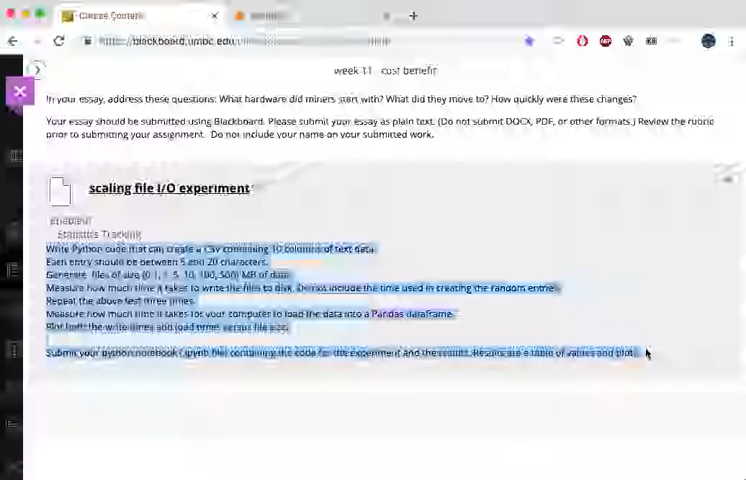 Course Content
https://blackboard.umbc.edu
week 11 cost benefit
In your essay, address these questions: What hardware did miners start with? What did they move to? How quickly were these changes?
Your essay should be submitted using Blackboard. Please submit your essay as plain text. (Do not submit DOCX, PDF, or other formats.) Review the rubric
prior to submitting your assignment. Do not include your name on your submitted work.
scaling file I/O experiment
Enabled:
Statistics Tracking
Write Python code that can create a CSV containing 10 columns of text data.
Each entry should be between 5 and 20 characters.
Generate files of size (0.1, 1, 5, 10, 100, 500) MB of data
Measure how much time it takes to write the files to disk. Do not include the time used in creating the random entries.
Repeat the above test three times.
Measure how much time it takes for your computer to load the data into a Pandas dataframe.
Plot both the write times and load times versus file size.
Submit your python notebook (.ipynb file) containing the code for the experiment and the results. Results are a table of values and plots.